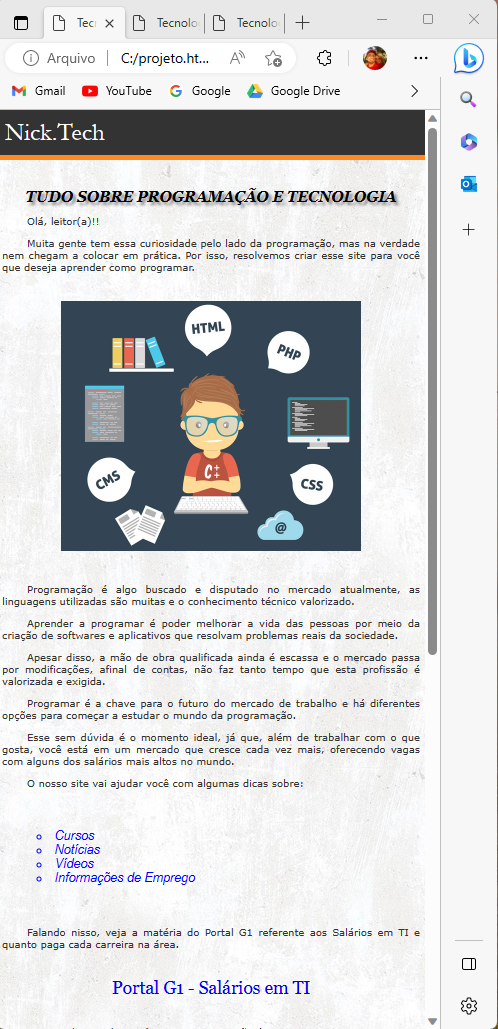 Tec
Tecnolo
Tecnolo
Arquivo
C:/projeto.ht...
Gmail
YouTube
Google
Google Drive
Nick.Tech
TUDO SOBRE PROGRAMAÇÃO E TECNOLOGIA
Olá, leitor(a)!!
Muita gente tem essa curiosidade pelo lado da programação, mas na verdade
nem chegam a colocar em prática. Por isso, resolvemos criar esse site para você
que deseja aprender como programar.
HTML
PHP
C++
CMS
CSS
@
Programação é algo buscado e disputado no mercado atualmente, as
linguagens utilizadas são muitas e o conhecimento técnico valorizado.
Aprender a programar é poder melhorar a vida das pessoas por meio da
criação de softwares e aplicativos que resolvam problemas reais da sociedade.
Apesar disso, a mão de obra qualificada ainda é escassa e o mercado passa
por modificações, afinal de contas, não faz tanto tempo que esta profissão é
valorizada e exigida.
Programar é a chave para o futuro do mercado de trabalho e há diferentes
opções para começar a estudar o mundo da programação.
Esse sem dúvida é o momento ideal, já que, além de trabalhar com o que
gosta, você está em um mercado que cresce cada vez mais, oferecendo vagas
com alguns dos salários mais altos no mundo.
O nosso site vai ajudar você com algumas dicas sobre:
Cursos
Notícias
Vídeos
Informações de Emprego
Falando nisso, veja a matéria do Portal G1 referente aos Salários em TI e
quanto paga cada carreira na área.
Portal G1 - Salários em TI